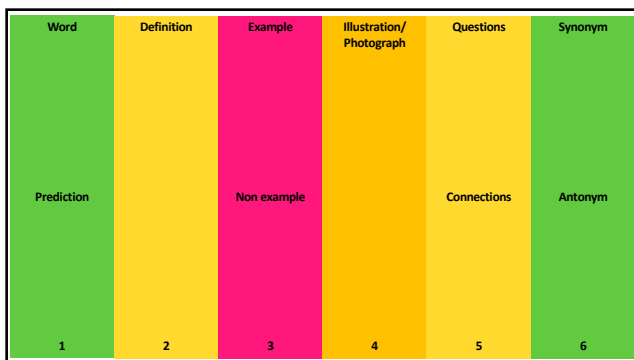 Word
Definition
Example
Illustration/
Photograph
Questions
Synonym
Prediction
Non example
Connections
Antonym
1
2
3
4
5
6